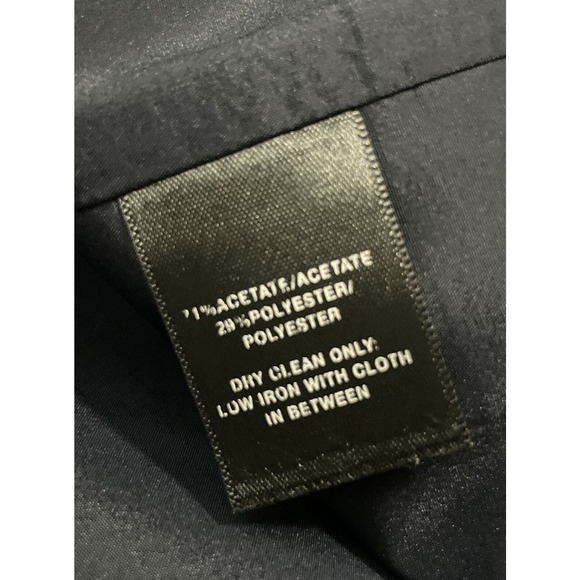 71%ACETATE/ACETATE
29%POLYESTER/
POLYESTER
DRY CLEAN ONLY:
LOW IRON WITH CLOTH
IN BETWEEN